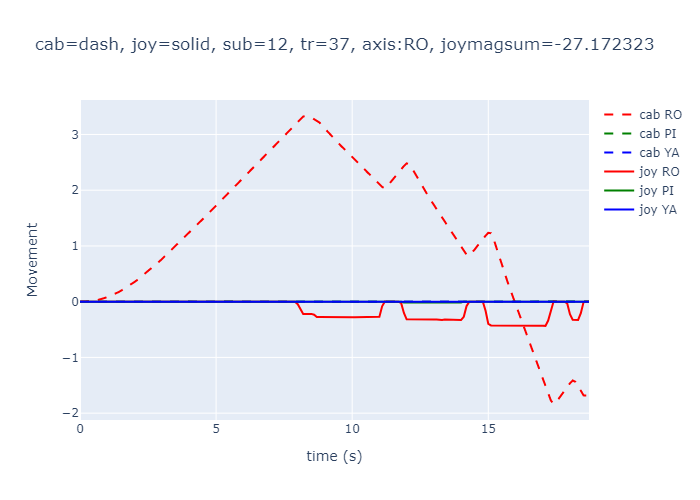 cab=dash, joy=solid, sub=12, tr=37, axis:RO, joymagsum=-27.172323
cab RO
cab PI
cab YA
joy RO
joy PI
joy YA
Movement
3
2
1
0
−1
−2
0
5
10
15
time (s)